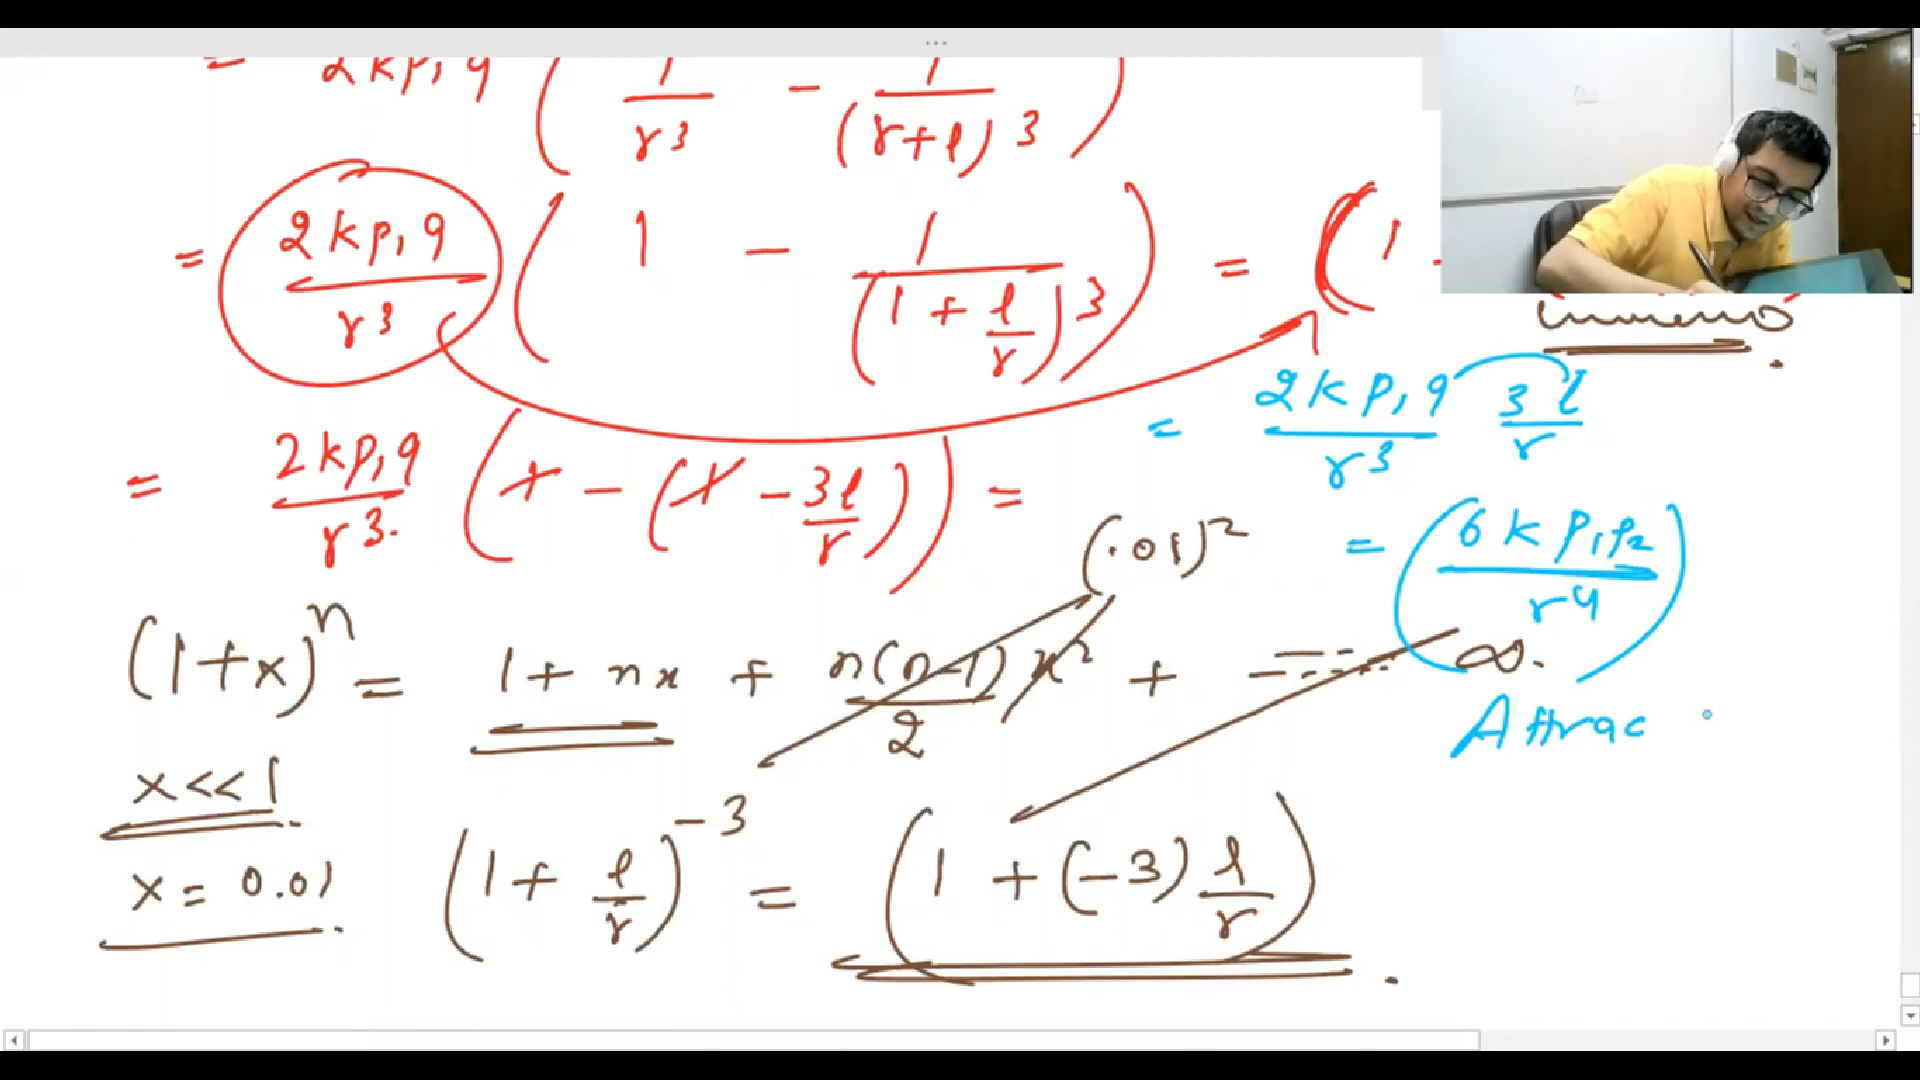 = 2kp₁q ( 1/r³ - 1/(r+l)³ )
= 2kp₁q/r³ ( 1 - 1/(1 + l/r)³ ) = ( 1 -
= 2kp₁q/r³ 3l/r
= 2kp₁q/r³. ( 1 - (1 - 3l/r) ) =
(.01)²
= ( 6kp₁p₂/r⁴ )
(1+x)ⁿ = 1 + nx + n(n-1)/2 x² + ------ ∞.
Attrac
x<<1
x = 0.01
(1 + l/r)⁻³ = ( 1 + (-3) l/r ) .